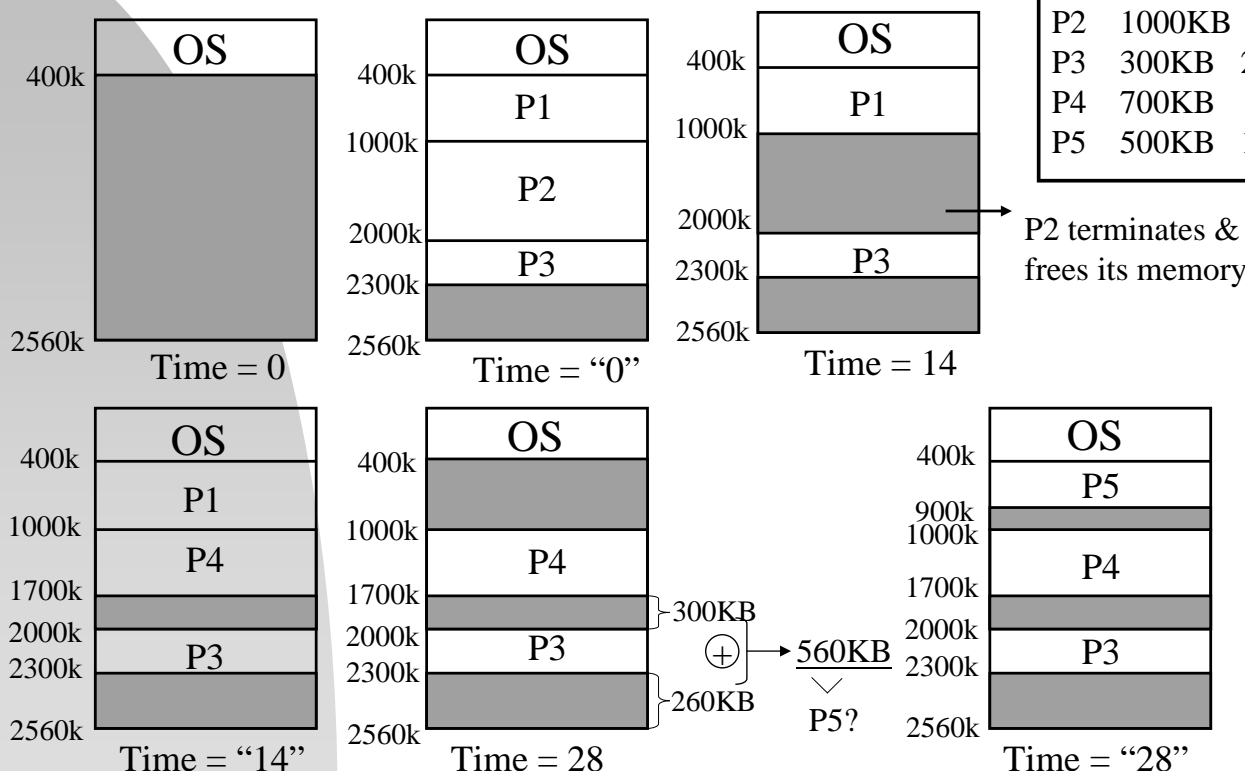 OS
400k
2560k
Time = 0
OS
400k
P1
1000k
P2
2000k
P3
2300k
2560k
Time = “0”
OS
400k
P1
1000k
2000k
P3
2300k
2560k
Time = 14
P2 1000KB
P3 300KB 2
P4 700KB
P5 500KB
P2 terminates &
frees its memory
OS
400k
P1
1000k
P4
1700k
2000k
P3
2300k
2560k
Time = “14”
OS
400k
1000k
P4
1700k
300KB
2000k
P3
2300k
260KB
2560k
Time = 28
+
560KB
P5?
OS
400k
P5
900k
1000k
P4
1700k
2000k
P3
2300k
2560k
Time = “28”